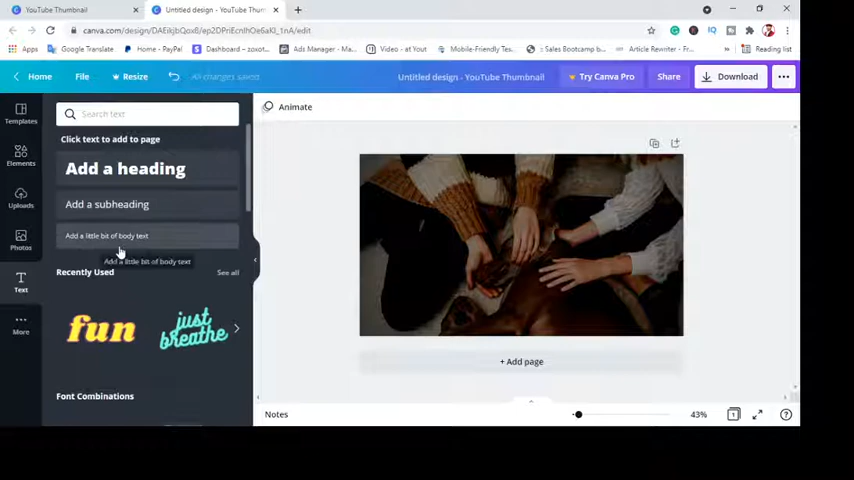 YouTube Thumbnail
Untitled design - YouTube Thum
canva.com/design/DAEikjbQox8/ep2DPriEcnIhOe6aKl_1nA/edit
Apps
Google Translate
Home - PayPal
Dashboard – zoxot...
Ads Manager - Ma...
Video - at Yout
Mobile-Friendly Tes...
:: Sales Bootcamp b...
Article Rewriter - F...
Reading list
Home
File
Resize
All changes saved
Untitled design - YouTube Thumbnail
Try Canva Pro
Share
Download
Templates
Elements
Uploads
Photos
Text
More
Search text
Click text to add to page
Add a heading
Add a subheading
Add a little bit of body text
Add a little bit of body text
Recently Used
See all
fun
just
breathe
Font Combinations
Animate
+ Add page
Notes
43%
1